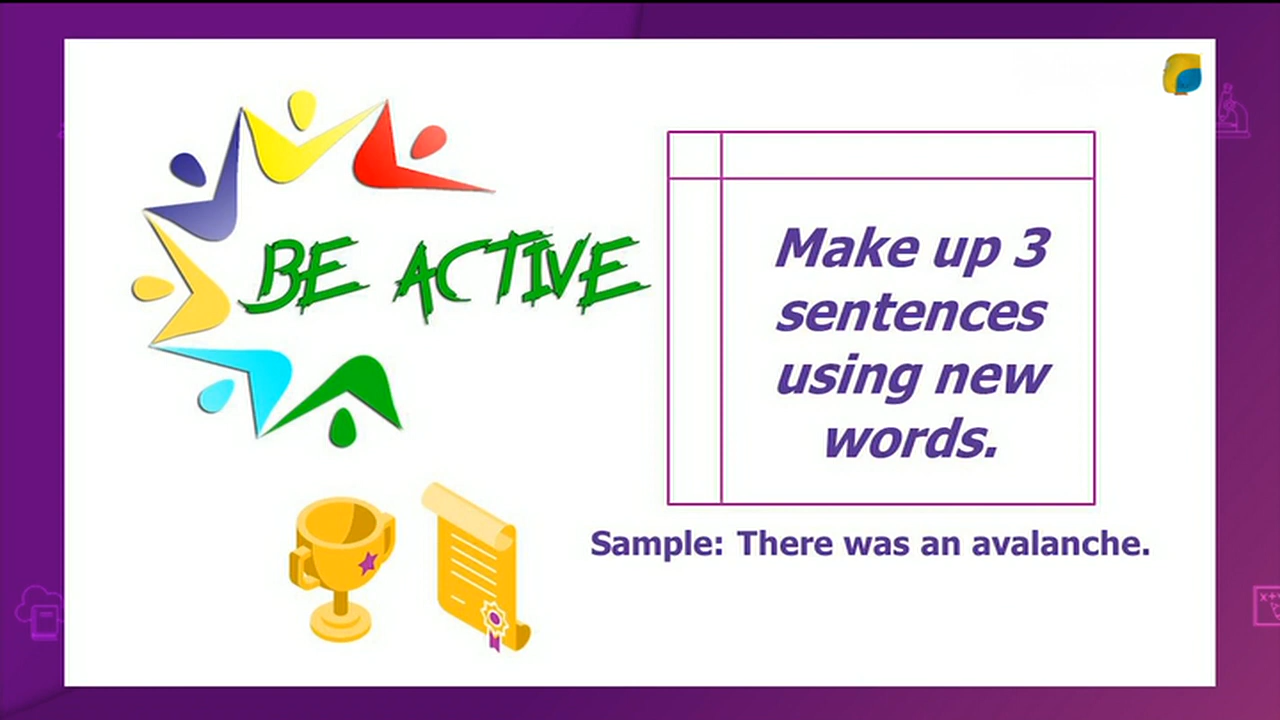 BE ACTIVE
Make up 3
sentences
using new
words.
Sample: There was an avalanche.